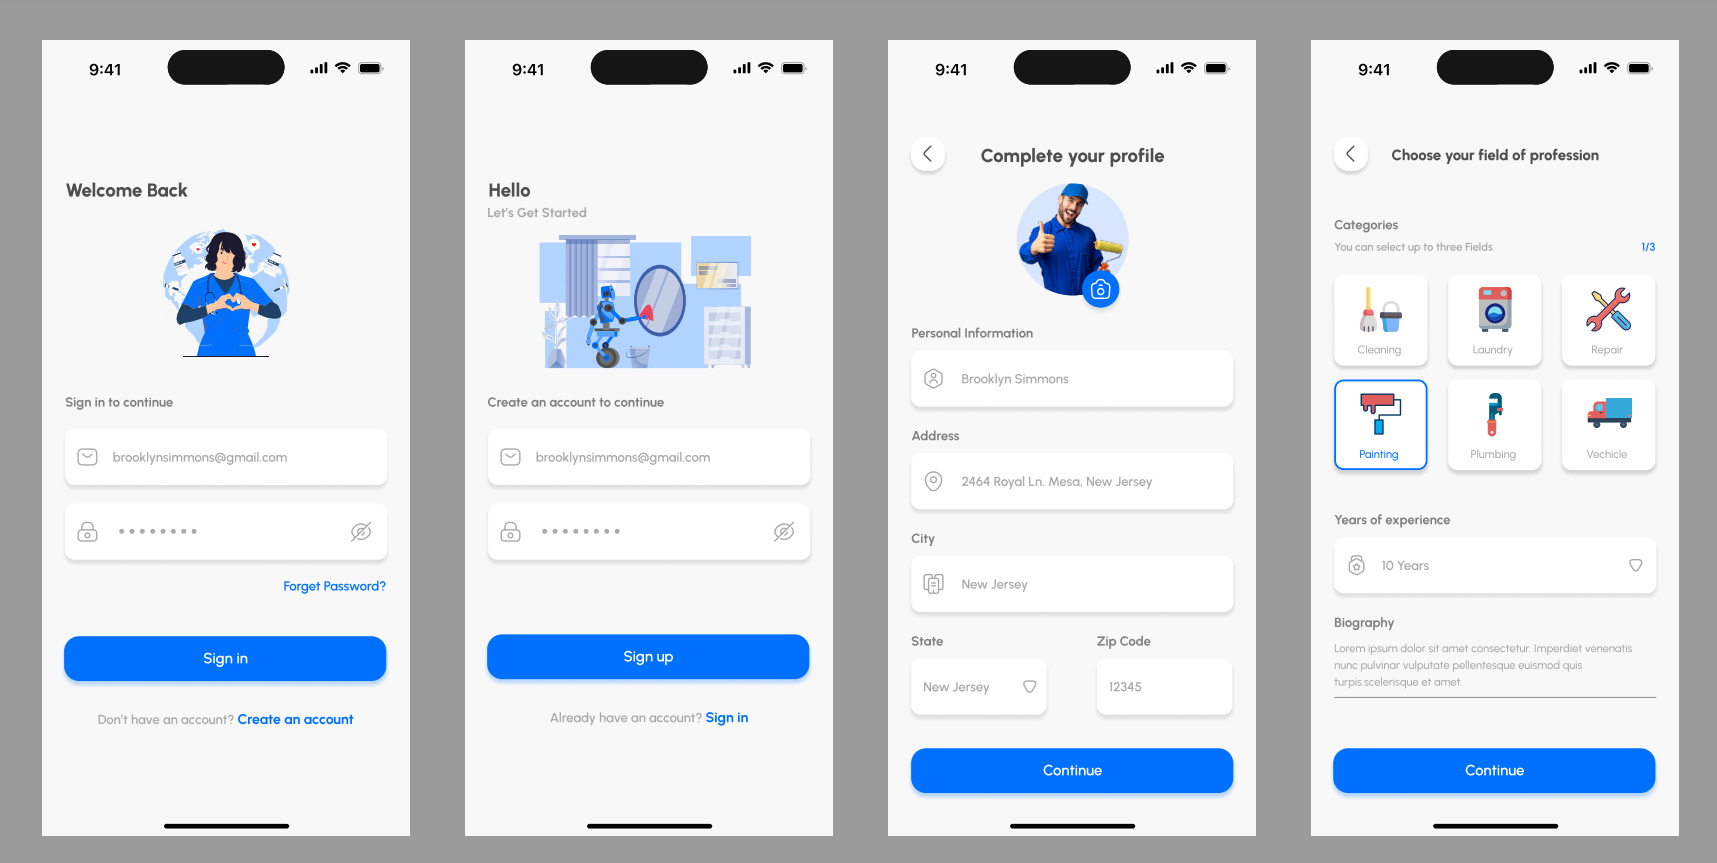 9:41
Welcome Back
Sign in to continue
brooklynsimmons@gmail.com
Forget Password?
Sign in
Don't have an account? Create an account
9:41
Hello
Let's Get Started
Create an account to continue
brooklynsimmons@gmail.com
Sign up
Already have an account? Sign in
9:41
Complete your profile
Personal Information
Brooklyn Simmons
Address
2464 Royal Ln. Mesa, New Jersey
City
New Jersey
State
Zip Code
New Jersey
12345
Continue
9:41
Choose your field of profession
Categories
You can select up to three Fields
1/3
Cleaning
Laundry
Repair
Painting
Plumbing
Vechicle
Years of experience
10 Years
Biography
Lorem ipsum dolor sit amet consectetur. Imperdiet venenatis
nunc pulvinar vulputate pellentesque euismod quis
turpis.scelerisque et amet.
Continue